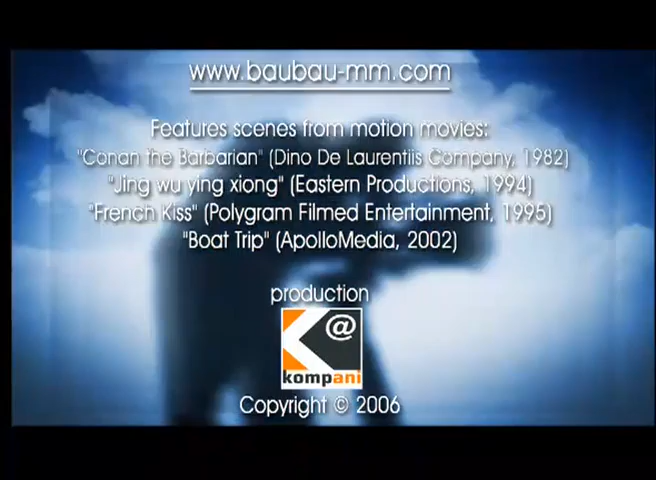 www.baubau-mm.com
Features scenes from motion movies:
"Conan the Barbarian" (Dino De Laurentiis Company, 1982)
"Jing wu ying xiong" (Eastern Productions, 1994)
"French Kiss" (Polygram Filmed Entertainment, 1995)
"Boat Trip" (ApolloMedia, 2002)
production
K@
kompani
Copyright © 2006